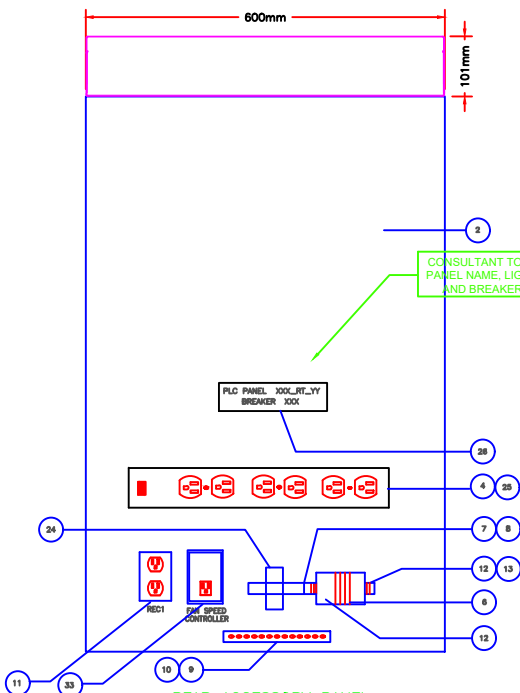 600mm
101mm
2
CONSULTANT TO
PANEL NAME, LIG
AND BREAKER
PLC PANEL XXX_RT_YY
BREAKER XXX
26
4 25
24
7 8
12 13
6
REC1
FAN SPEED
CONTROLLER
12
10 9
11
33